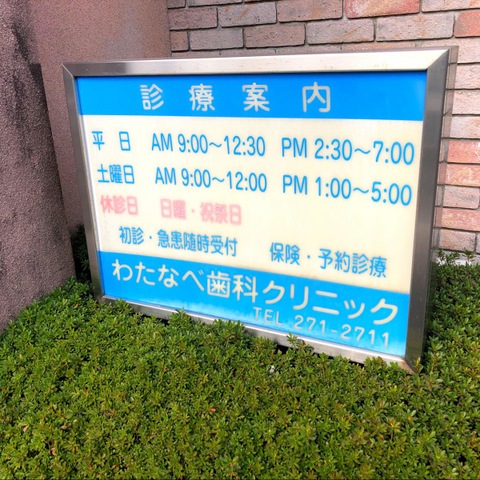 診療案内
平日 AM 9:00〜12:30 PM 2:30〜7:00
土曜日 AM 9:00〜12:00 PM 1:00〜5:00
休診日 日曜・祝祭日
初診・急患随時受付 保険・予約診療
わたなべ歯科クリニック
TEL 271-2711